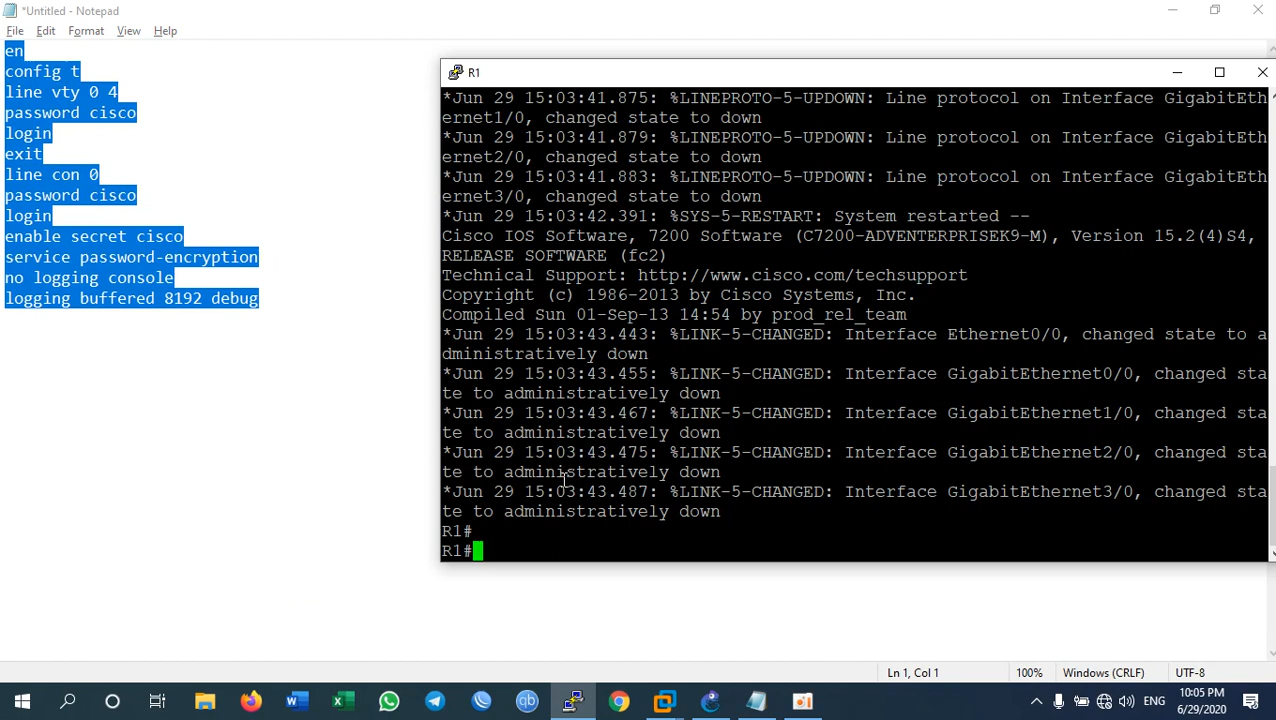 *Untitled - Notepad
File Edit Format View Help
en
config t
line vty 0 4
password cisco
login
exit
line con 0
password cisco
login
enable secret cisco
service password-encryption
no logging console
logging buffered 8192 debug
R1
*Jun 29 15:03:41.875: %LINEPROTO-5-UPDOWN: Line protocol on Interface GigabitEth
ernet1/0, changed state to down
*Jun 29 15:03:41.879: %LINEPROTO-5-UPDOWN: Line protocol on Interface GigabitEth
ernet2/0, changed state to down
*Jun 29 15:03:41.883: %LINEPROTO-5-UPDOWN: Line protocol on Interface GigabitEth
ernet3/0, changed state to down
*Jun 29 15:03:42.391: %SYS-5-RESTART: System restarted --
Cisco IOS Software, 7200 Software (C7200-ADVENTERPRISEK9-M), Version 15.2(4)S4,
RELEASE SOFTWARE (fc2)
Technical Support: http://www.cisco.com/techsupport
Copyright (c) 1986-2013 by Cisco Systems, Inc.
Compiled Sun 01-Sep-13 14:54 by prod_rel_team
*Jun 29 15:03:43.443: %LINK-5-CHANGED: Interface Ethernet0/0, changed state to a
dministratively down
*Jun 29 15:03:43.455: %LINK-5-CHANGED: Interface GigabitEthernet0/0, changed sta
te to administratively down
*Jun 29 15:03:43.467: %LINK-5-CHANGED: Interface GigabitEthernet1/0, changed sta
te to administratively down
*Jun 29 15:03:43.475: %LINK-5-CHANGED: Interface GigabitEthernet2/0, changed sta
te to administratively down
*Jun 29 15:03:43.487: %LINK-5-CHANGED: Interface GigabitEthernet3/0, changed sta
te to administratively down
R1#
R1#
Ln 1, Col 1 100% Windows (CRLF) UTF-8
qb
ENG
10:05 PM
6/29/2020